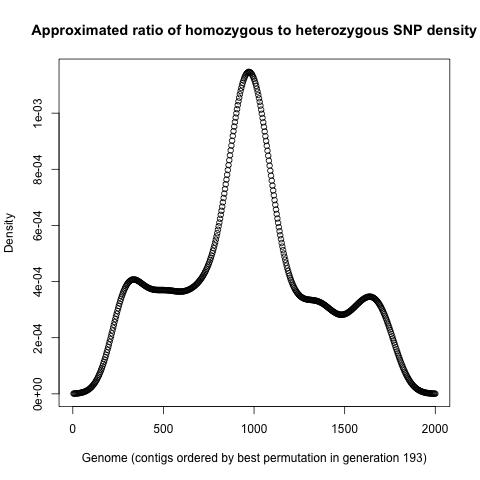 Approximated ratio of homozygous to heterozygous SNP density
Density
1e-03
8e-04
6e-04
4e-04
2e-04
0e+00
0 500 1000 1500 2000
Genome (contigs ordered by best permutation in generation 193)